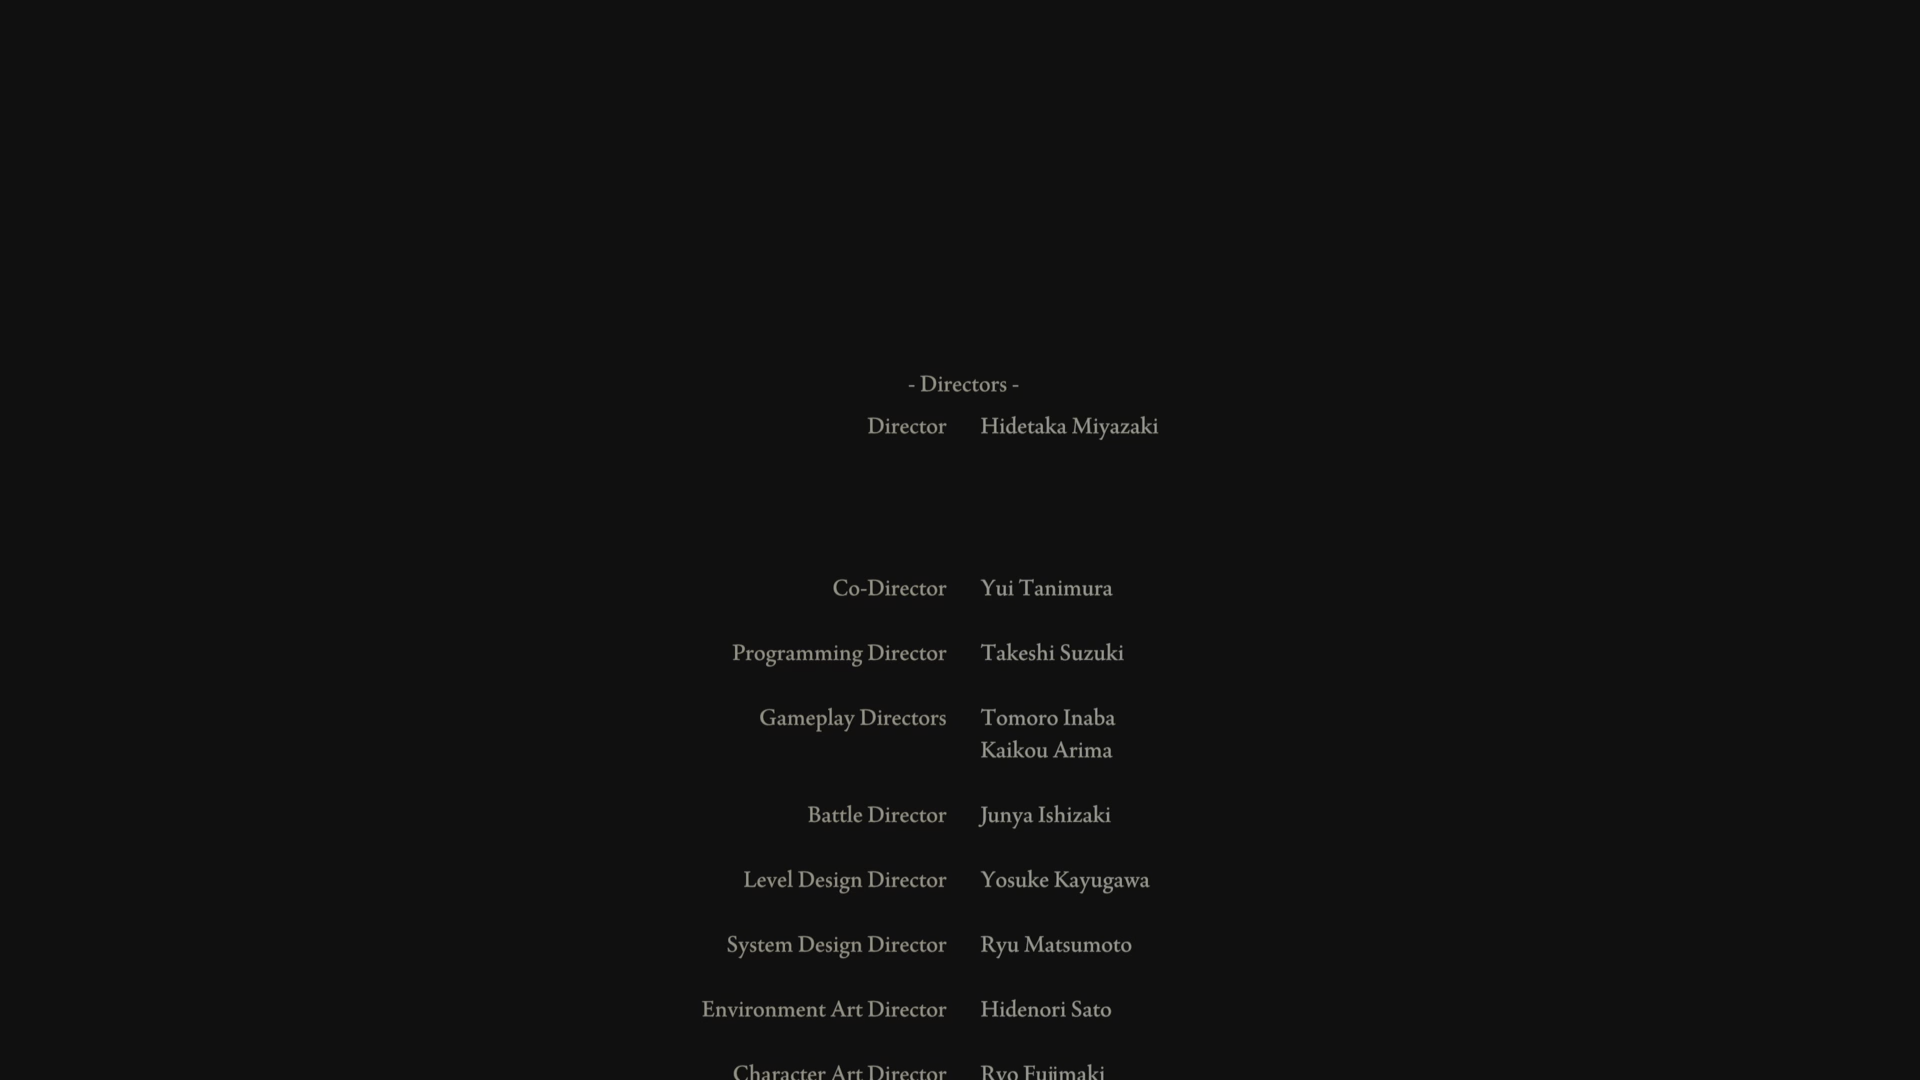 - Directors -
Director Hidetaka Miyazaki
Co-Director Yui Tanimura
Programming Director Takeshi Suzuki
Gameplay Directors Tomoro Inaba
Kaikou Arima
Battle Director Junya Ishizaki
Level Design Director Yosuke Kayugawa
System Design Director Ryu Matsumoto
Environment Art Director Hidenori Sato
Character Art Director Ryo Fujimaki